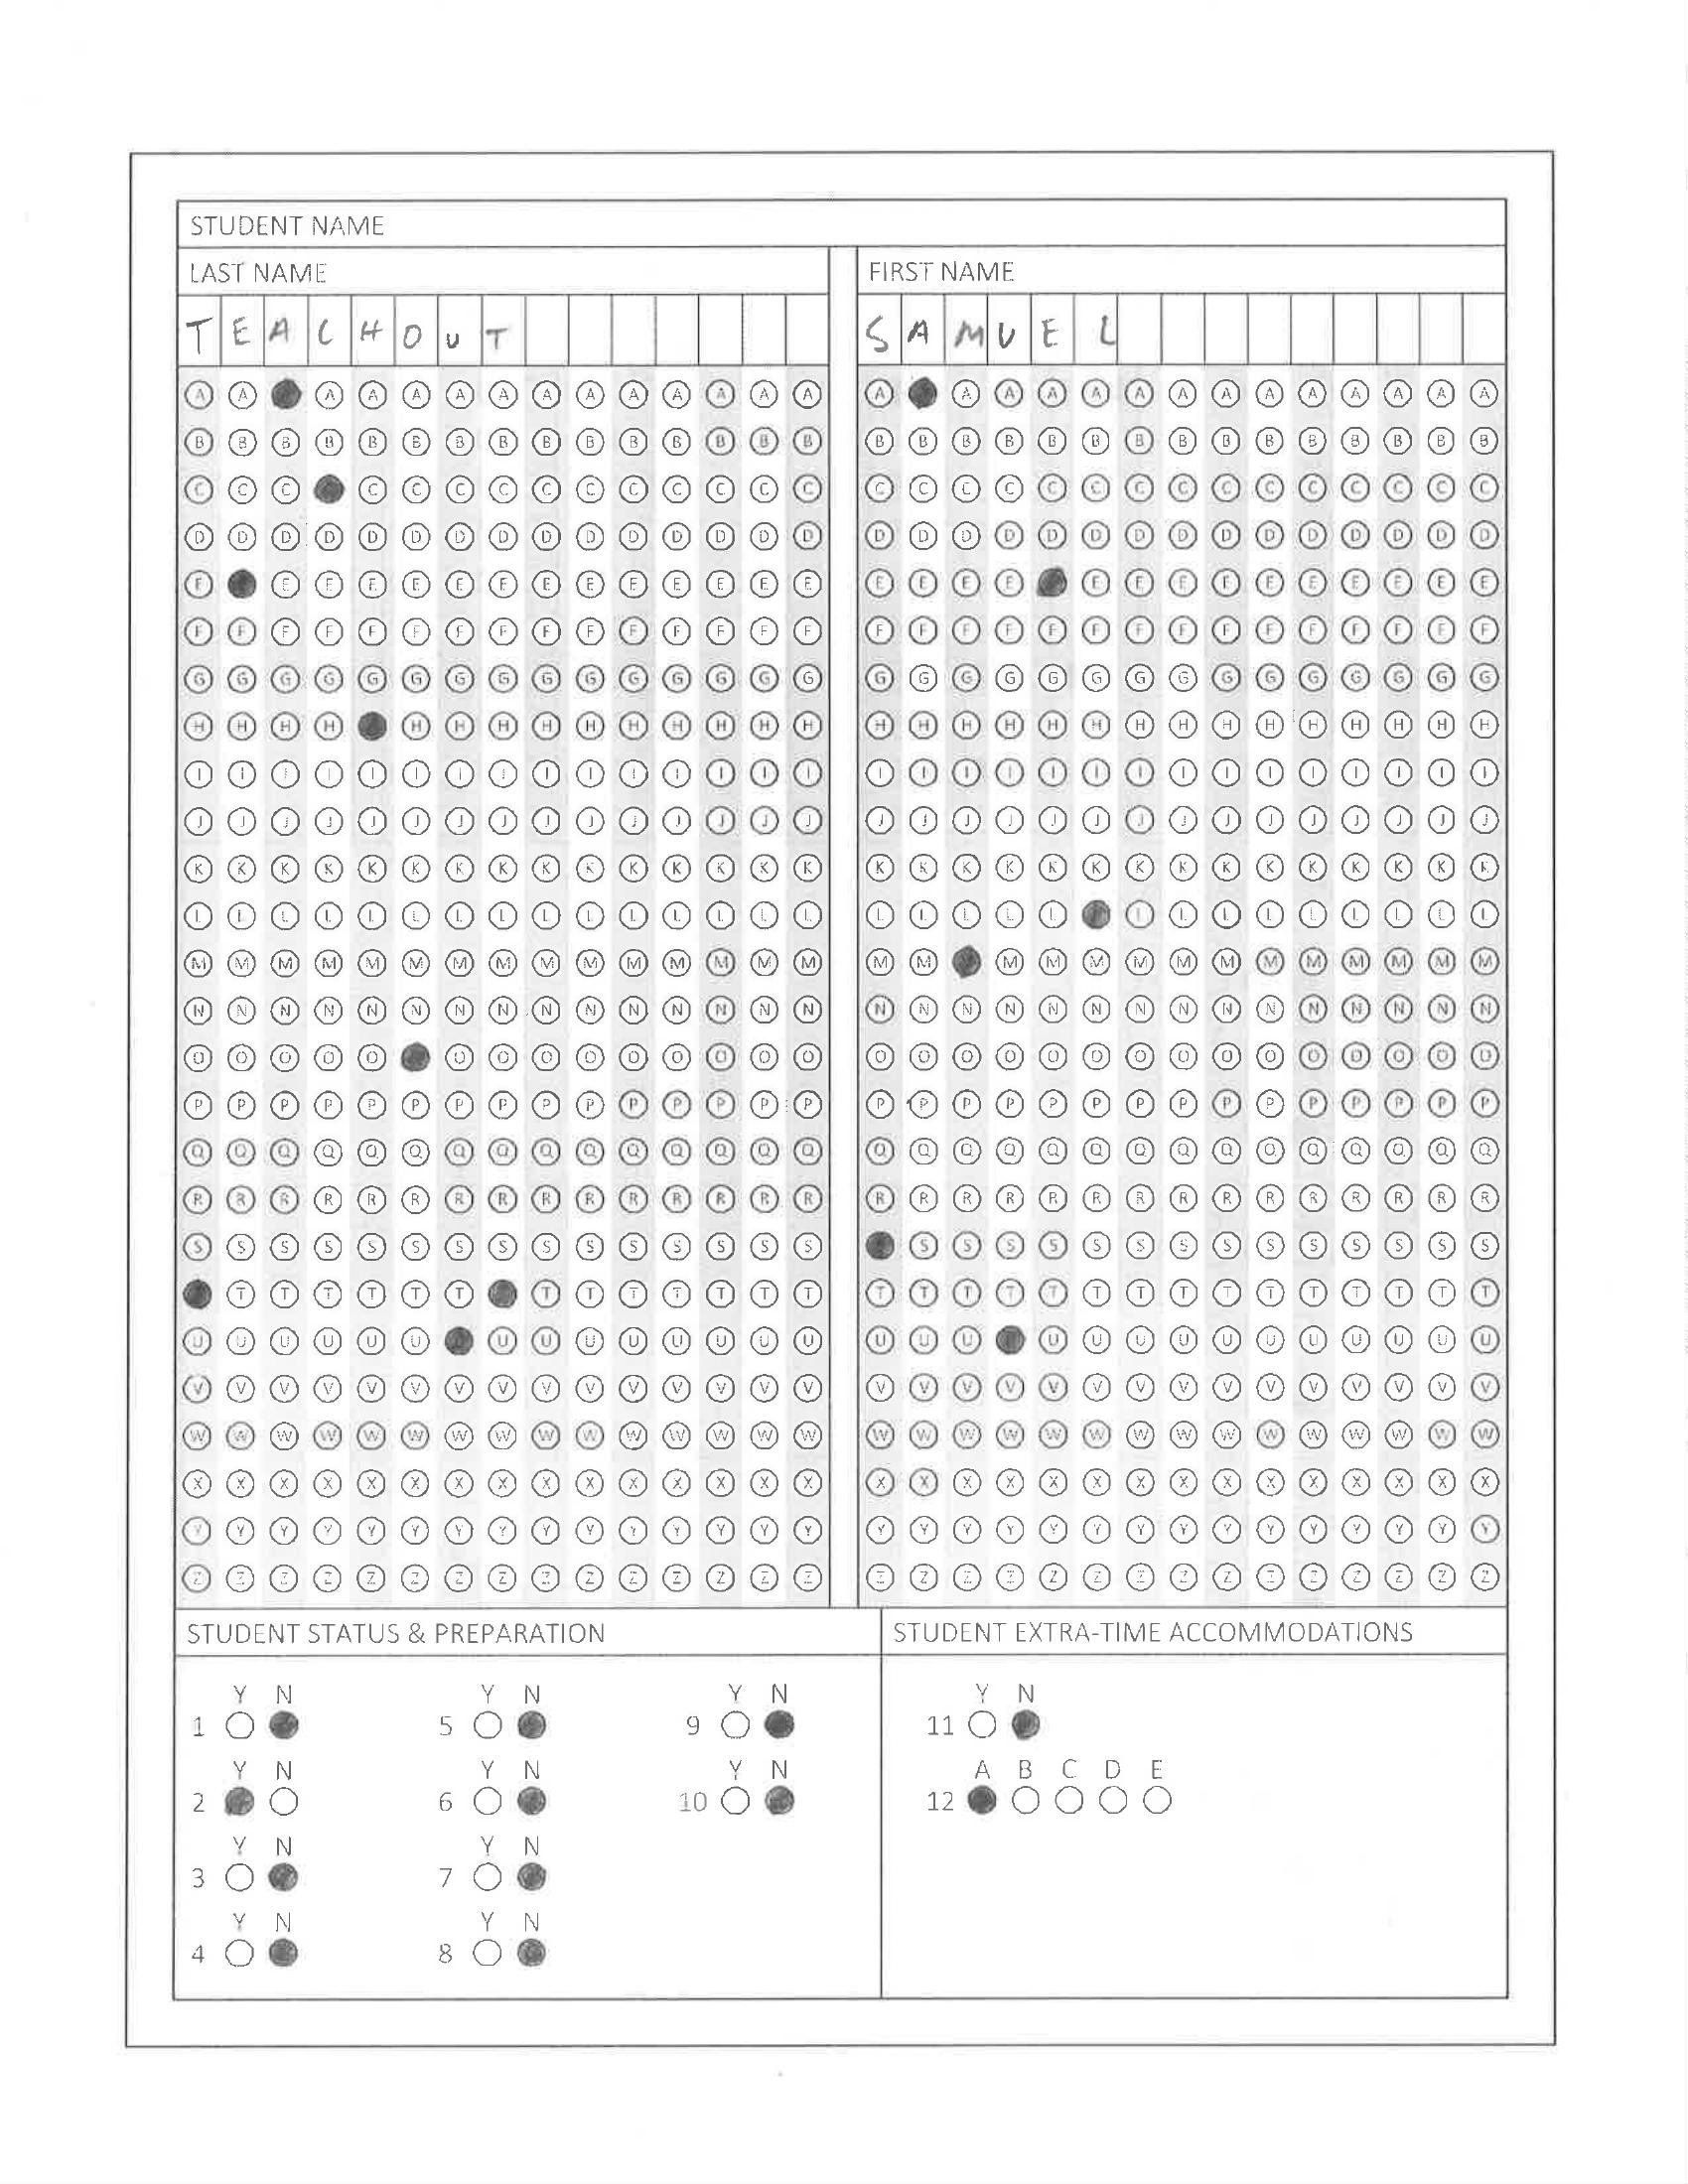 STUDENT NAME
LAST NAME FIRST NAME
T E A C H O U T S A M U E L
A A A A A A A A A A A A A A A A A A A A A A A A A A A A
B B B B B B B B B B B B B B B B B B B B B B B B B B B B B B
C C C C C C C C C C C C C C C C C C C C C C C C C C C C C
D D D D D D D D D D D D D D D D D D D D D D D D D D D D D D
E E E E E E E E E E E E E E E E E E E E E E E E E E E E
F F F F F F F F F F F F F F F F F F F F F F F F F F F F F F
G G G G G G G G G G G G G G G G G G G G G G G G G G G G G G
H H H H H H H H H H H H H H H H H H H H H H H H H H H H H
I I I I I I I I I I I I I I I I I I I I I I I I I I I I I I
J J J J J J J J J J J J J J J J J J J J J J J J J J J J J J
K K K K K K K K K K K K K K K K K K K K K K K K K K K K K K
L L L L L L L L L L L L L L L L L L L L L L L L L L L L L
M M M M M M M M M M M M M M M M M M M M M M M M M M M M M
N N N N N N N N N N N N N N N N N N N N N N N N N N N N N N
O O O O O O O O O O O O O O O O O O O O O O O O O O O O O
P P P P P P P P P P P P P P P P P P P P P P P P P P P P P P
Q Q Q Q Q Q Q Q Q Q Q Q Q Q Q Q Q Q Q Q Q Q Q Q Q Q Q Q Q Q
R R R R R R R R R R R R R R R R R R R R R R R R R R R R R R
S S S S S S S S S S S S S S S S S S S S S S S S S S S S S
T T T T T T T T T T T T T T T T T T T T T T T T T T T T
U U U U U U U U U U U U U U U U U U U U U U U U U U U U
V V V V V V V V V V V V V V V V V V V V V V V V V V V V V V
W W W W W W W W W W W W W W W W W W W W W W W W W W W W W W
X X X X X X X X X X X X X X X X X X X X X X X X X X X X X X
Y Y Y Y Y Y Y Y Y Y Y Y Y Y Y Y Y Y Y Y Y Y Y Y Y Y Y Y Y Y
Z Z Z Z Z Z Z Z Z Z Z Z Z Z Z Z Z Z Z Z Z Z Z Z Z Z Z Z Z Z
STUDENT STATUS & PREPARATION STUDENT EXTRA-TIME ACCOMMODATIONS
Y N Y N Y N Y N
1 5 9 11
Y N Y N Y N A B C D E
2 6 10 12
Y N Y N
3 7
Y N Y N
4 8